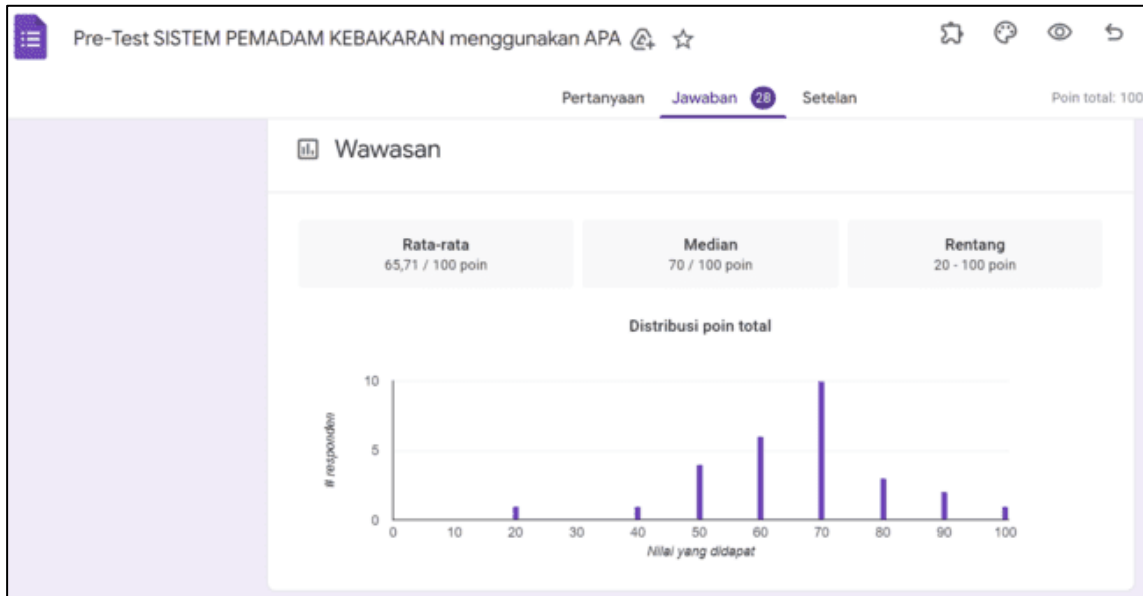 Pre-Test SISTEM PEMADAM KEBAKARAN menggunakan APA
Pertanyaan Jawaban 28 Setelan Poin total: 100
Wawasan
Rata-rata Median Rentang
65,71 / 100 poin 70 / 100 poin 20 - 100 poin
Distribusi poin total
10
5
0
# responden
0 10 20 30 40 50 60 70 80 90 100
Nilai yang didapat